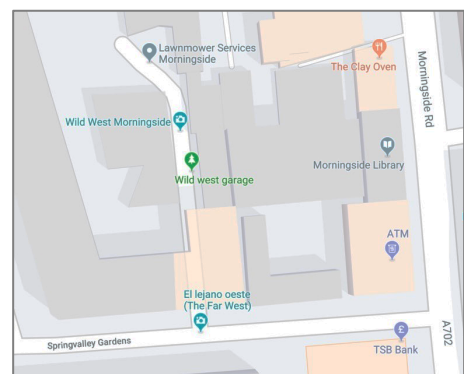 Lawnmower Services
Morningside
The Clay Oven
Morningside Rd
Wild West Morningside
Morningside Library
Wild west garage
ATM
El lejano oeste
(The Far West)
Springvalley Gardens
£
TSB Bank
A702